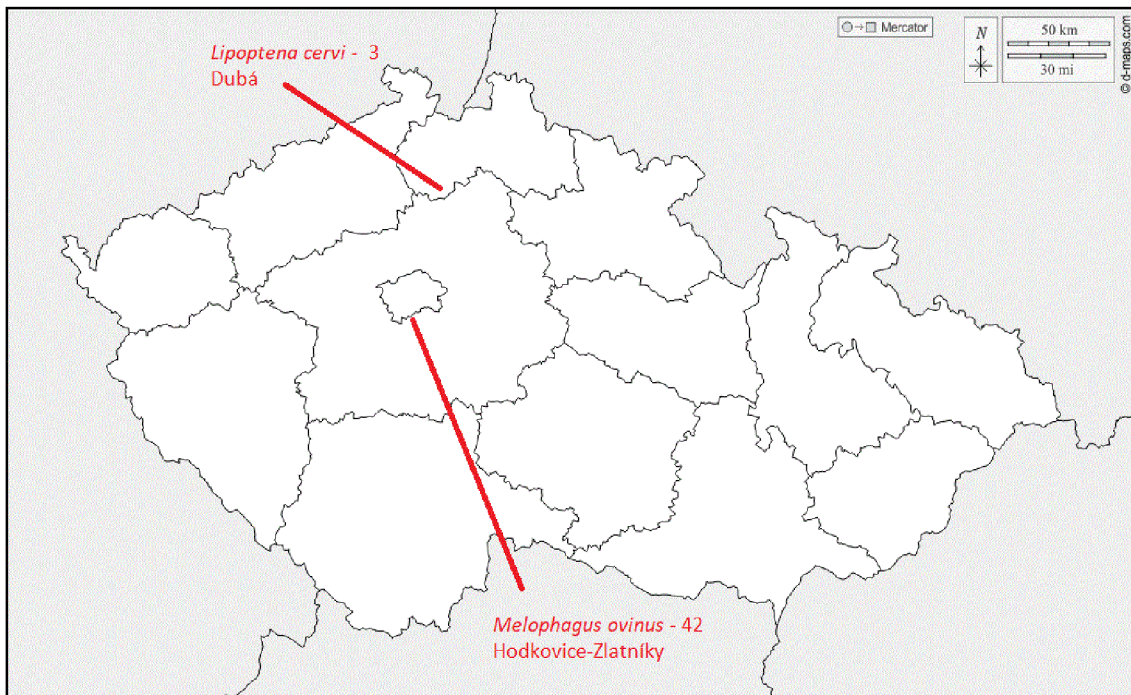 Lipoptena cervi - 3
Dubá
Mercator
N
50 km
30 mi
© d-maps.com
Melophagus ovinus - 42
Hodkovice-Zlatníky